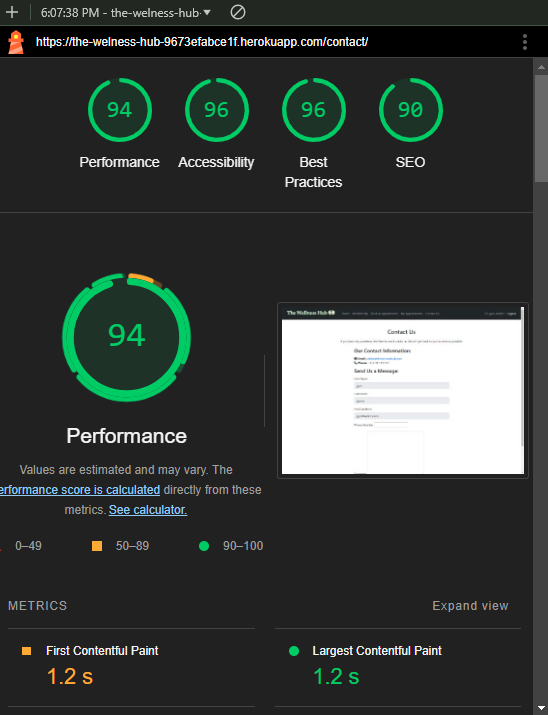 6:07:38 PM - the-welness-hub-
https://the-welness-hub-9673efabce1f.herokuapp.com/contact/
94
96
96
90
Performance
Accessibility
Best
Practices
SEO
94
Performance
Values are estimated and may vary. The
erformance score is calculated directly from these
metrics. See calculator.
0–49
50–89
90–100
The Wellness Hub
Contact Us
Our Contact Information:
Send Us a Message
METRICS
Expand view
First Contentful Paint
1.2 s
Largest Contentful Paint
1.2 s